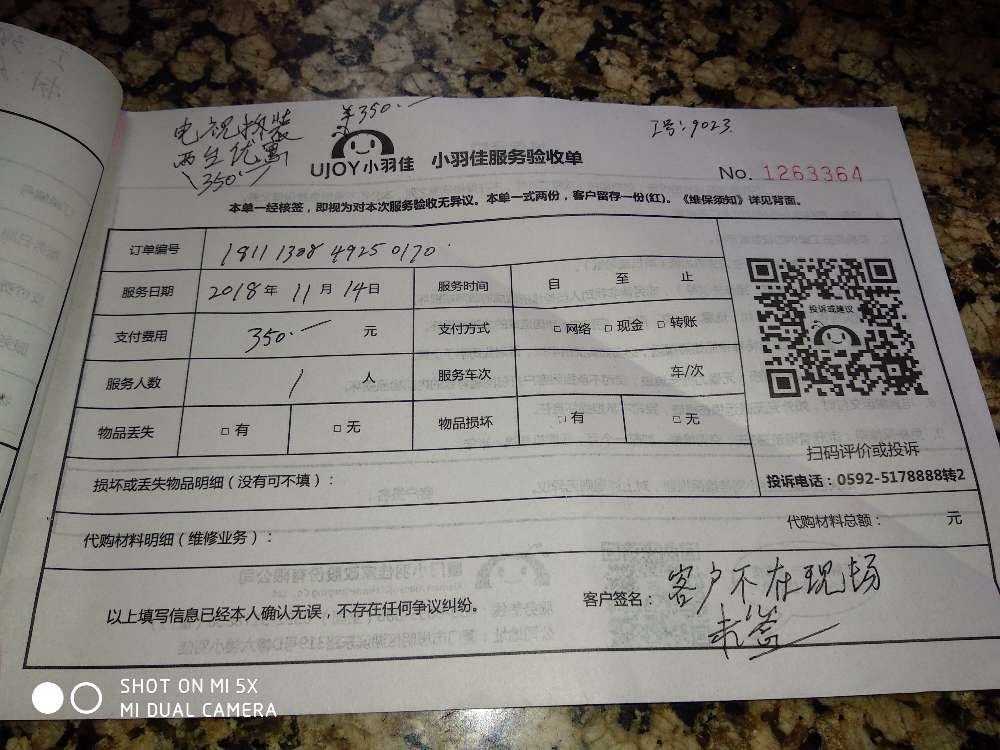 ¥350.—
工号:9023
电视拆装
350.—
UJOY小羽佳 小羽佳服务验收单
No. 1263364
本单一经核签，即视为对本次服务验收无异议。本单一式两份，客户留存一份(红)。《维保须知》详见背面。
订单编号 1811 1308 4925 0170
服务日期 2018年 11月 14日 服务时间 自 至 止
支付费用 350.— 元 支付方式 □网络 □现金 □转账
服务人数 1 人 服务车次 车/次
物品丢失 □有 □无 物品损坏 □有 □无
投诉或建议
扫码评价或投诉
投诉电话：0592-5178888转2
损坏或丢失物品明细（没有可不填）：
代购材料明细（维修业务）： 代购材料总额： 元
以上填写信息已经本人确认无误，不存在任何争议纠纷。 客户签名：客户不在现场
未签
SHOT ON MI 5X
MI DUAL CAMERA